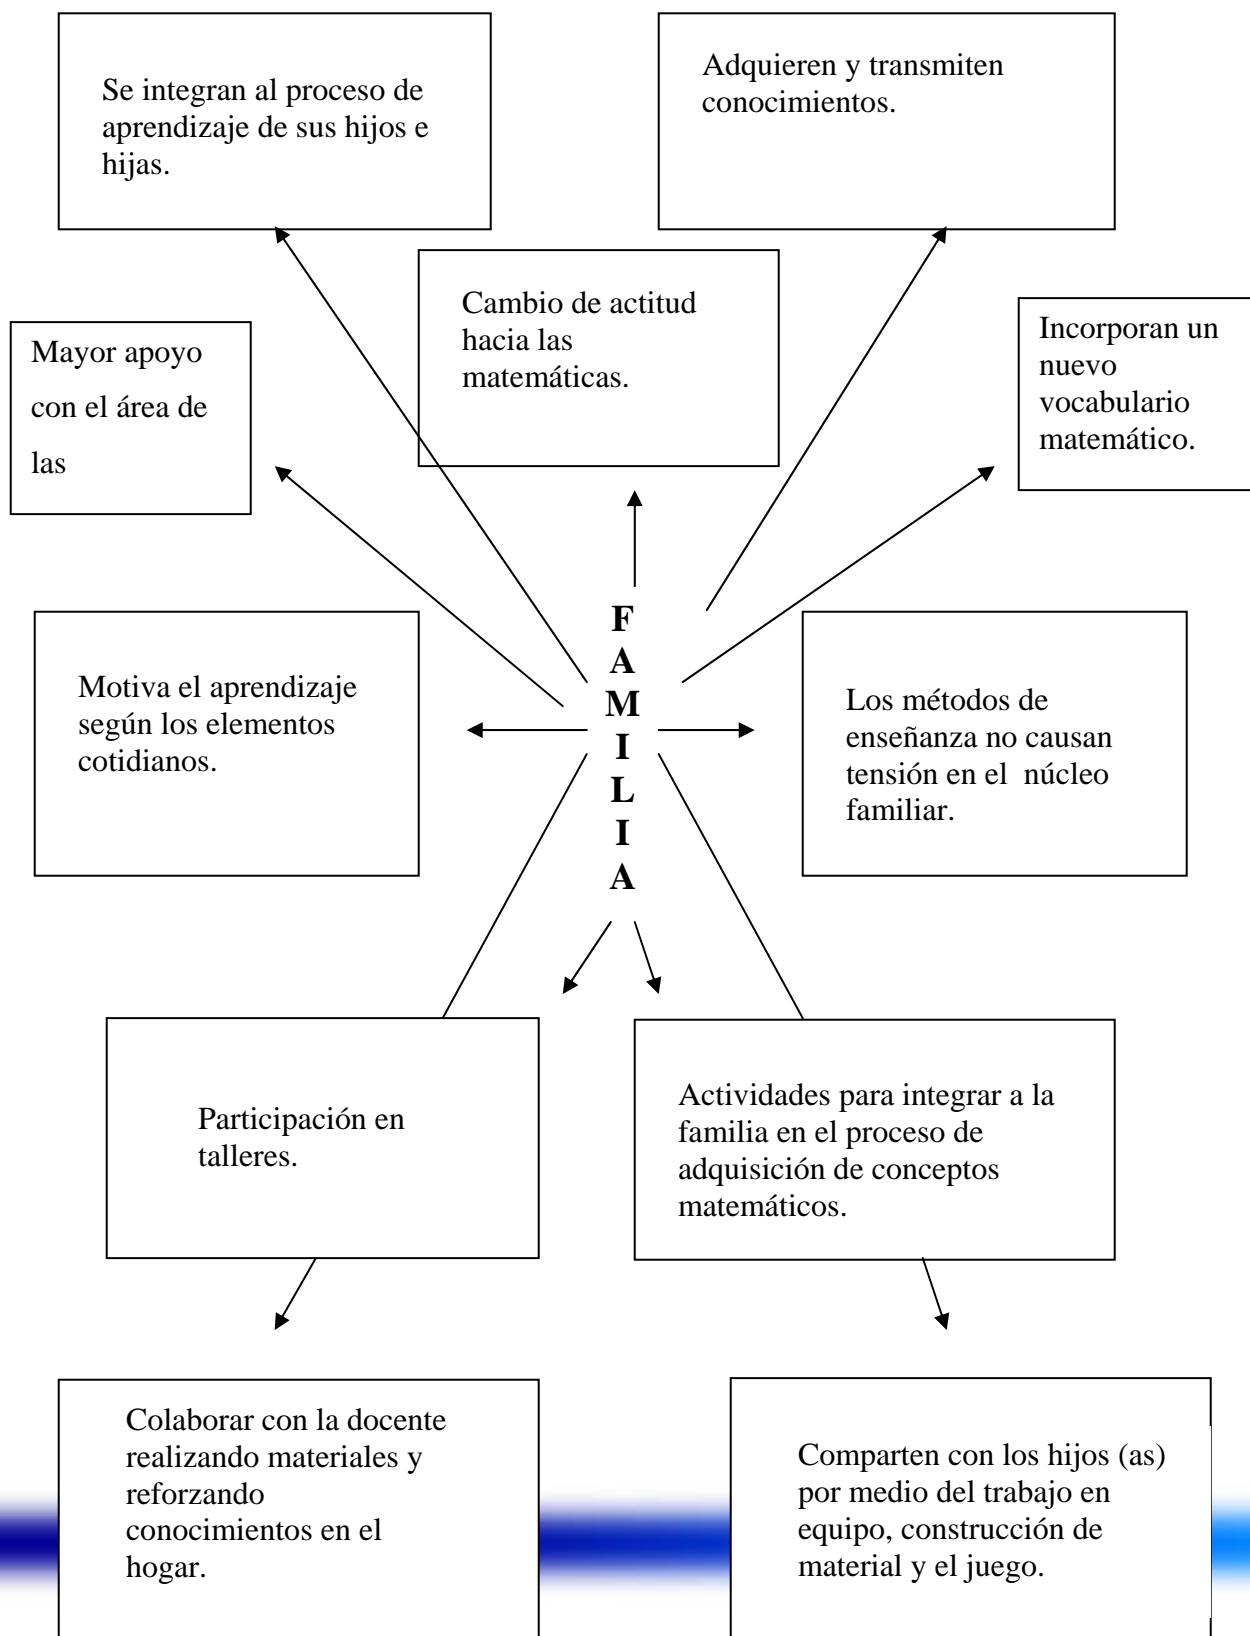 Se integran al proceso de
aprendizaje de sus hijos e
hijas.
Adquieren y transmiten
conocimientos.
Cambio de actitud
hacia las
matemáticas.
Mayor apoyo
con el área de
las
Incorporan un
nuevo
vocabulario
matemático.
F
A
M
I
L
I
A
Motiva el aprendizaje
según los elementos
cotidianos.
Los métodos de
enseñanza no causan
tensión en el  núcleo
familiar.
Participación en
talleres.
Actividades para integrar a la
familia en el proceso de
adquisición de conceptos
matemáticos.
Colaborar con la docente
realizando materiales y
reforzando
conocimientos en el
hogar.
Comparten con los hijos (as)
por medio del trabajo en
equipo, construcción de
material y el juego.